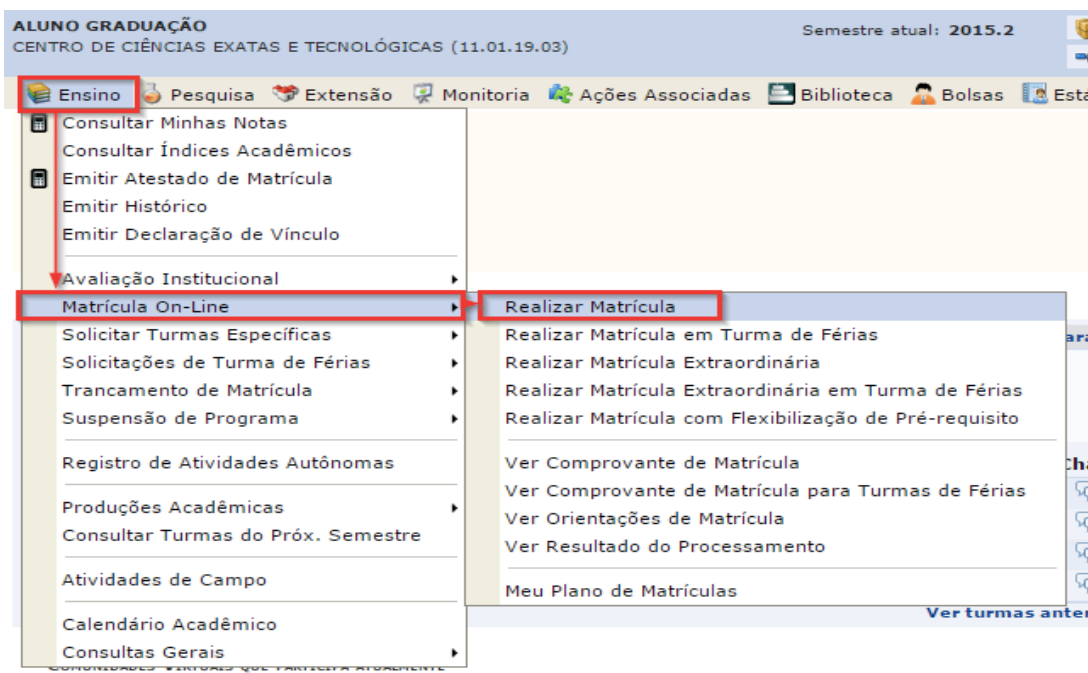 ALUNO GRADUAÇÃO
Semestre atual: 2015.2
CENTRO DE CIÊNCIAS EXATAS E TECNOLÓGICAS (11.01.19.03)
Ensino Pesquisa Extensão Monitoria Ações Associadas Biblioteca Bolsas
Consultar Minhas Notas
Consultar Índices Acadêmicos
Emitir Atestado de Matrícula
Emitir Histórico
Emitir Declaração de Vínculo
Avaliação Institucional
Matrícula On-Line
Solicitar Turmas Específicas
Solicitações de Turma de Férias
Trancamento de Matrícula
Suspensão de Programa
Registro de Atividades Autônomas
Produções Acadêmicas
Consultar Turmas do Próx. Semestre
Atividades de Campo
Calendário Acadêmico
Consultas Gerais
Realizar Matrícula
Realizar Matrícula em Turma de Férias
Realizar Matrícula Extraordinária
Realizar Matrícula Extraordinária em Turma de Férias
Realizar Matrícula com Flexibilização de Pré-requisito
Ver Comprovante de Matrícula
Ver Comprovante de Matrícula para Turmas de Férias
Ver Orientações de Matrícula
Ver Resultado do Processamento
Meu Plano de Matrículas
Ver turmas